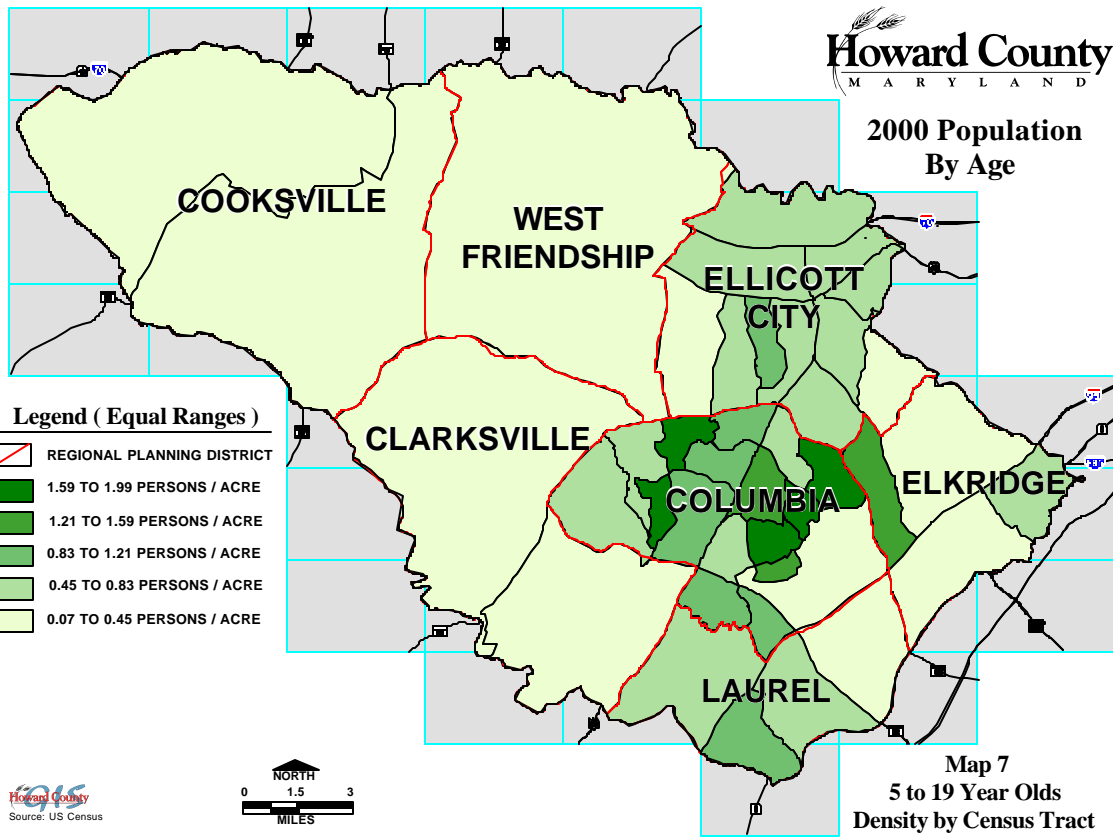 Howard County
MARYLAND
2000 Population
By Age
COOKSVILLE
WEST
FRIENDSHIP
ELLICOTT
CITY
CLARKSVILLE
COLUMBIA
ELKRIDGE
LAUREL
70
Legend ( Equal Ranges )
REGIONAL PLANNING DISTRICT
1.59 TO 1.99 PERSONS / ACRE
1.21 TO 1.59 PERSONS / ACRE
0.83 TO 1.21 PERSONS / ACRE
0.45 TO 0.83 PERSONS / ACRE
0.07 TO 0.45 PERSONS / ACRE
Howard County
GIS
Source: US Census
NORTH
0 1.5 3
MILES
Map 7
5 to 19 Year Olds
Density by Census Tract